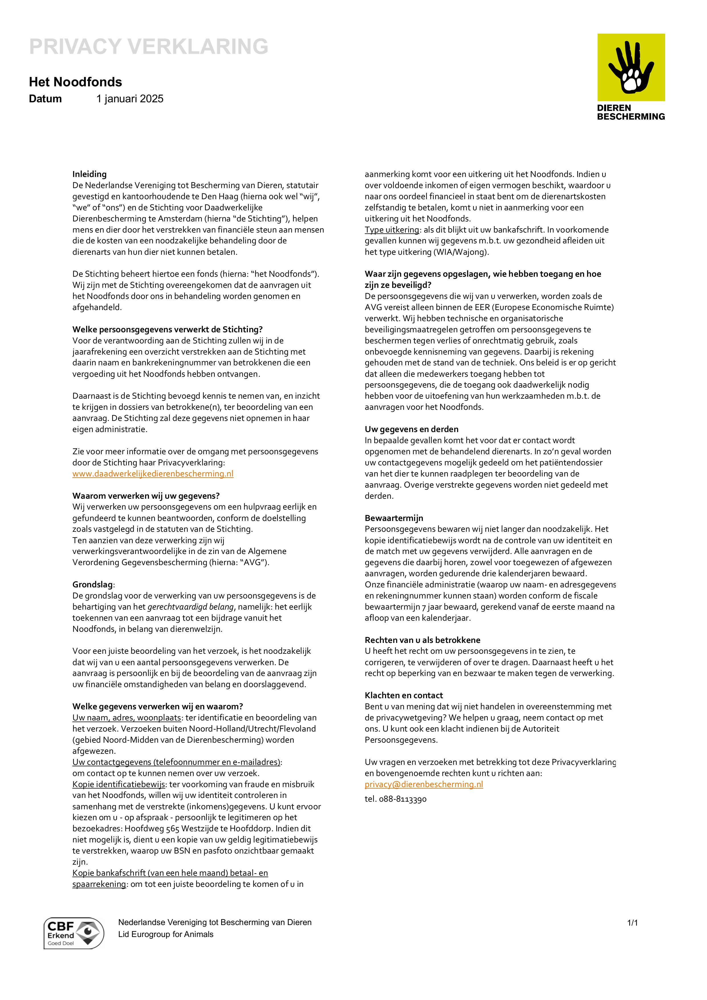 PRIVACY VERKLARING
Het Noodfonds
Datum 1 januari 2025
DIEREN
BESCHERMING
Inleiding
De Nederlandse Vereniging tot Bescherming van Dieren, statutair
gevestigd en kantoorhoudende te Den Haag (hierna ook wel “wij”,
“we” of “ons”) en de Stichting voor Daadwerkelijke
Dierenbescherming te Amsterdam (hierna “de Stichting”), helpen
mens en dier door het verstrekken van financiële steun aan mensen
die de kosten van een noodzakelijke behandeling door de
dierenarts van hun dier niet kunnen betalen.
De Stichting beheert hiertoe een fonds (hierna: “het Noodfonds”).
Wij zijn met de Stichting overeengekomen dat de aanvragen uit
het Noodfonds door ons in behandeling worden genomen en
afgehandeld.
Welke persoonsgegevens verwerkt de Stichting?
Voor de verantwoording aan de Stichting zullen wij in de
jaarafrekening een overzicht verstrekken aan de Stichting met
daarin naam en bankrekeningnummer van betrokkenen die een
vergoeding uit het Noodfonds hebben ontvangen.
Daarnaast is de Stichting bevoegd kennis te nemen van, en inzicht
te krijgen in dossiers van betrokkene(n), ter beoordeling van een
aanvraag. De Stichting zal deze gegevens niet opnemen in haar
eigen administratie.
Zie voor meer informatie over de omgang met persoonsgegevens
door de Stichting haar Privacyverklaring:
www.daadwerkelijkedierenbescherming.nl
Waarom verwerken wij uw gegevens?
Wij verwerken uw persoonsgegevens om een hulpvraag eerlijk en
gefundeerd te kunnen beantwoorden, conform de doelstelling
zoals vastgelegd in de statuten van de Stichting.
Ten aanzien van deze verwerking zijn wij
verwerkingsverantwoordelijke in de zin van de Algemene
Verordening Gegevensbescherming (hierna: “AVG”).
Grondslag:
De grondslag voor de verwerking van uw persoonsgegevens is de
behartiging van het gerechtvaardigd belang, namelijk: het eerlijk
toekennen van een aanvraag tot een bijdrage vanuit het
Noodfonds, in belang van dierenwelzijn.
Voor een juiste beoordeling van het verzoek, is het noodzakelijk
dat wij van u een aantal persoonsgegevens verwerken. De
aanvraag is persoonlijk en bij de beoordeling van de aanvraag zijn
uw financiële omstandigheden van belang en doorslaggevend.
Welke gegevens verwerken wij en waarom?
Uw naam, adres, woonplaats: ter identificatie en beoordeling van
het verzoek. Verzoeken buiten Noord-Holland/Utrecht/Flevoland
(gebied Noord-Midden van de Dierenbescherming) worden
afgewezen.
Uw contactgegevens (telefoonnummer en e-mailadres):
om contact op te kunnen nemen over uw verzoek.
Kopie identificatiebewijs: ter voorkoming van fraude en misbruik
van het Noodfonds, willen wij uw identiteit controleren in
samenhang met de verstrekte (inkomens)gegevens. U kunt ervoor
kiezen om u - op afspraak - persoonlijk te legitimeren op het
bezoekadres: Hoofdweg 565 Westzijde te Hoofddorp. Indien dit
niet mogelijk is, dient u een kopie van uw geldig legitimatiebewijs
te verstrekken, waarop uw BSN en pasfoto onzichtbaar gemaakt
zijn.
Kopie bankafschrift (van een hele maand) betaal- en
spaarrekening: om tot een juiste beoordeling te komen of u in
aanmerking komt voor een uitkering uit het Noodfonds. Indien u
over voldoende inkomen of eigen vermogen beschikt, waardoor u
naar ons oordeel financieel in staat bent om de dierenartskosten
zelfstandig te betalen, komt u niet in aanmerking voor een
uitkering uit het Noodfonds.
Type uitkering: als dit blijkt uit uw bankafschrift. In voorkomende
gevallen kunnen wij gegevens m.b.t. uw gezondheid afleiden uit
het type uitkering (WIA/Wajong).
Waar zijn gegevens opgeslagen, wie hebben toegang en hoe
zijn ze beveiligd?
De persoonsgegevens die wij van u verwerken, worden zoals de
AVG vereist alleen binnen de EER (Europese Economische Ruimte)
verwerkt. Wij hebben technische en organisatorische
beveiligingsmaatregelen getroffen om persoonsgegevens te
beschermen tegen verlies of onrechtmatig gebruik, zoals
onbevoegde kennisneming van gegevens. Daarbij is rekening
gehouden met de stand van de techniek. Ons beleid is er op gericht
dat alleen die medewerkers toegang hebben tot
persoonsgegevens, die de toegang ook daadwerkelijk nodig
hebben voor de uitoefening van hun werkzaamheden m.b.t. de
aanvragen voor het Noodfonds.
Uw gegevens en derden
In bepaalde gevallen komt het voor dat er contact wordt
opgenomen met de behandelend dierenarts. In zo’n geval worden
uw contactgegevens mogelijk gedeeld om het patiëntendossier
van het dier te kunnen raadplegen ter beoordeling van de
aanvraag. Overige verstrekte gegevens worden niet gedeeld met
derden.
Bewaartermijn
Persoonsgegevens bewaren wij niet langer dan noodzakelijk. Het
kopie identificatiebewijs wordt na de controle van uw identiteit en
de match met uw gegevens verwijderd. Alle aanvragen en de
gegevens die daarbij horen, zowel voor toegewezen of afgewezen
aanvragen, worden gedurende drie kalenderjaren bewaard.
Onze financiële administratie (waarop uw naam- en adresgegevens
en rekeningnummer kunnen staan) worden conform de fiscale
bewaartermijn 7 jaar bewaard, gerekend vanaf de eerste maand na
afloop van een kalenderjaar.
Rechten van u als betrokkene
U heeft het recht om uw persoonsgegevens in te zien, te
corrigeren, te verwijderen of over te dragen. Daarnaast heeft u het
recht op beperking van en bezwaar te maken tegen de verwerking.
Klachten en contact
Bent u van mening dat wij niet handelen in overeenstemming met
de privacywetgeving? We helpen u graag, neem contact op met
ons. U kunt ook een klacht indienen bij de Autoriteit
Persoonsgegevens.
Uw vragen en verzoeken met betrekking tot deze Privacyverklaring
en bovengenoemde rechten kunt u richten aan:
privacy@dierenbescherming.nl
tel. 088-8113390
CBF
Erkend
Goed Doel
Nederlandse Vereniging tot Bescherming van Dieren
Lid Eurogroup for Animals
1/1